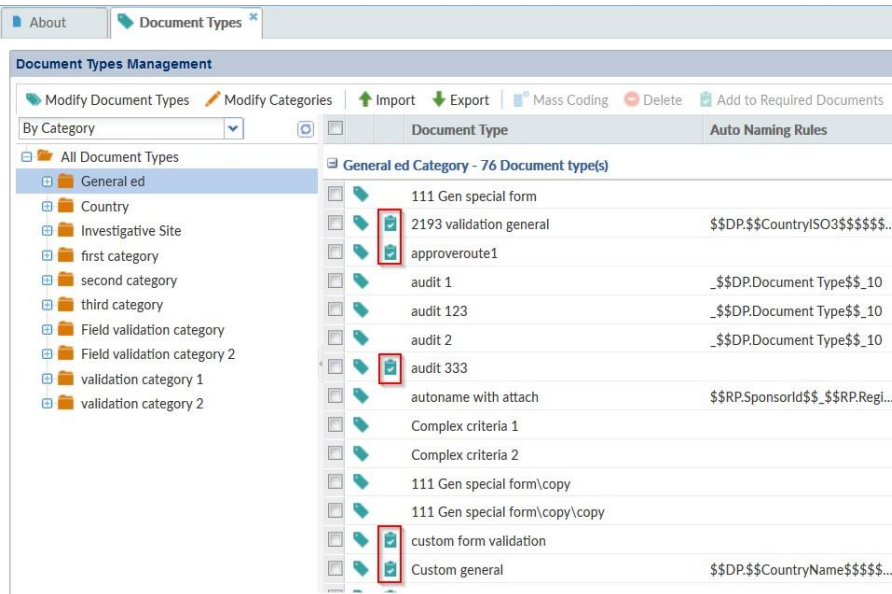 About
Document Types
Document Types Management
Modify Document Types Modify Categories Import Export Mass Coding Delete Add to Required Documents
By Category
All Document Types
General ed
Country
Investigative Site
first category
second category
third category
Field validation category
Field validation category 2
validation category 1
validation category 2
Document Type Auto Naming Rules
General ed Category - 76 Document type(s)
111 Gen special form
2193 validation general $$DP.$$CountryISO3$$$$$$...
approveroute1
audit 1 _$$DP.Document Type$$_10
audit 123 _$$DP.Document Type$$_10
audit 2 _$$DP.Document Type$$_10
audit 333
autoname with attach $$RP.SponsorId$$_$$RP.Regi...
Complex criteria 1
Complex criteria 2
111 Gen special form\copy
111 Gen special form\copy\copy
custom form validation
Custom general $$DP.$$CountryName$$$$$...